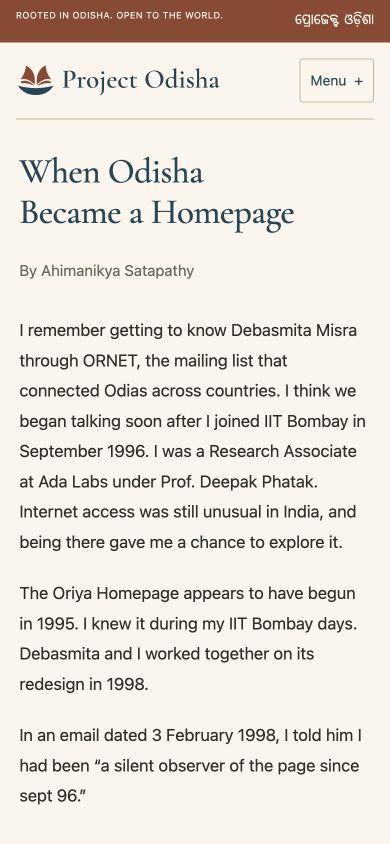 ROOTED IN ODISHA. OPEN TO THE WORLD.
ପ୍ରୋଜେକ୍ଟ ଓଡ଼ିଶା
Project Odisha
Menu +
When Odisha
Became a Homepage
By Ahimanikya Satapathy
I remember getting to know Debasmita Misra
through ORNET, the mailing list that
connected Odias across countries. I think we
began talking soon after I joined IIT Bombay in
September 1996. I was a Research Associate
at Ada Labs under Prof. Deepak Phatak.
Internet access was still unusual in India, and
being there gave me a chance to explore it.
The Oriya Homepage appears to have begun
in 1995. I knew it during my IIT Bombay days.
Debasmita and I worked together on its
redesign in 1998.
In an email dated 3 February 1998, I told him I
had been “a silent observer of the page since
sept 96.”